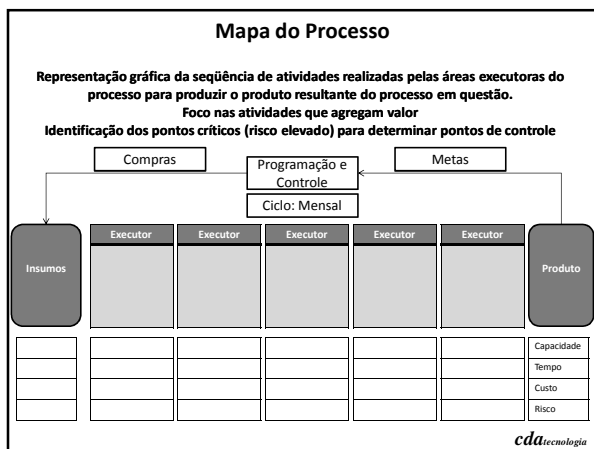 Mapa do Processo
Representação gráfica da seqüência de atividades realizadas pelas áreas executoras do
processo para produzir o produto resultante do processo em questão.
Foco nas atividades que agregam valor
Identificação dos pontos críticos (risco elevado) para determinar pontos de controle
Compras
Programação e
Controle
Metas
Ciclo: Mensal
Insumos
Executor
Executor
Executor
Executor
Executor
Produto
Capacidade
Tempo
Custo
Risco
cdatecnologia